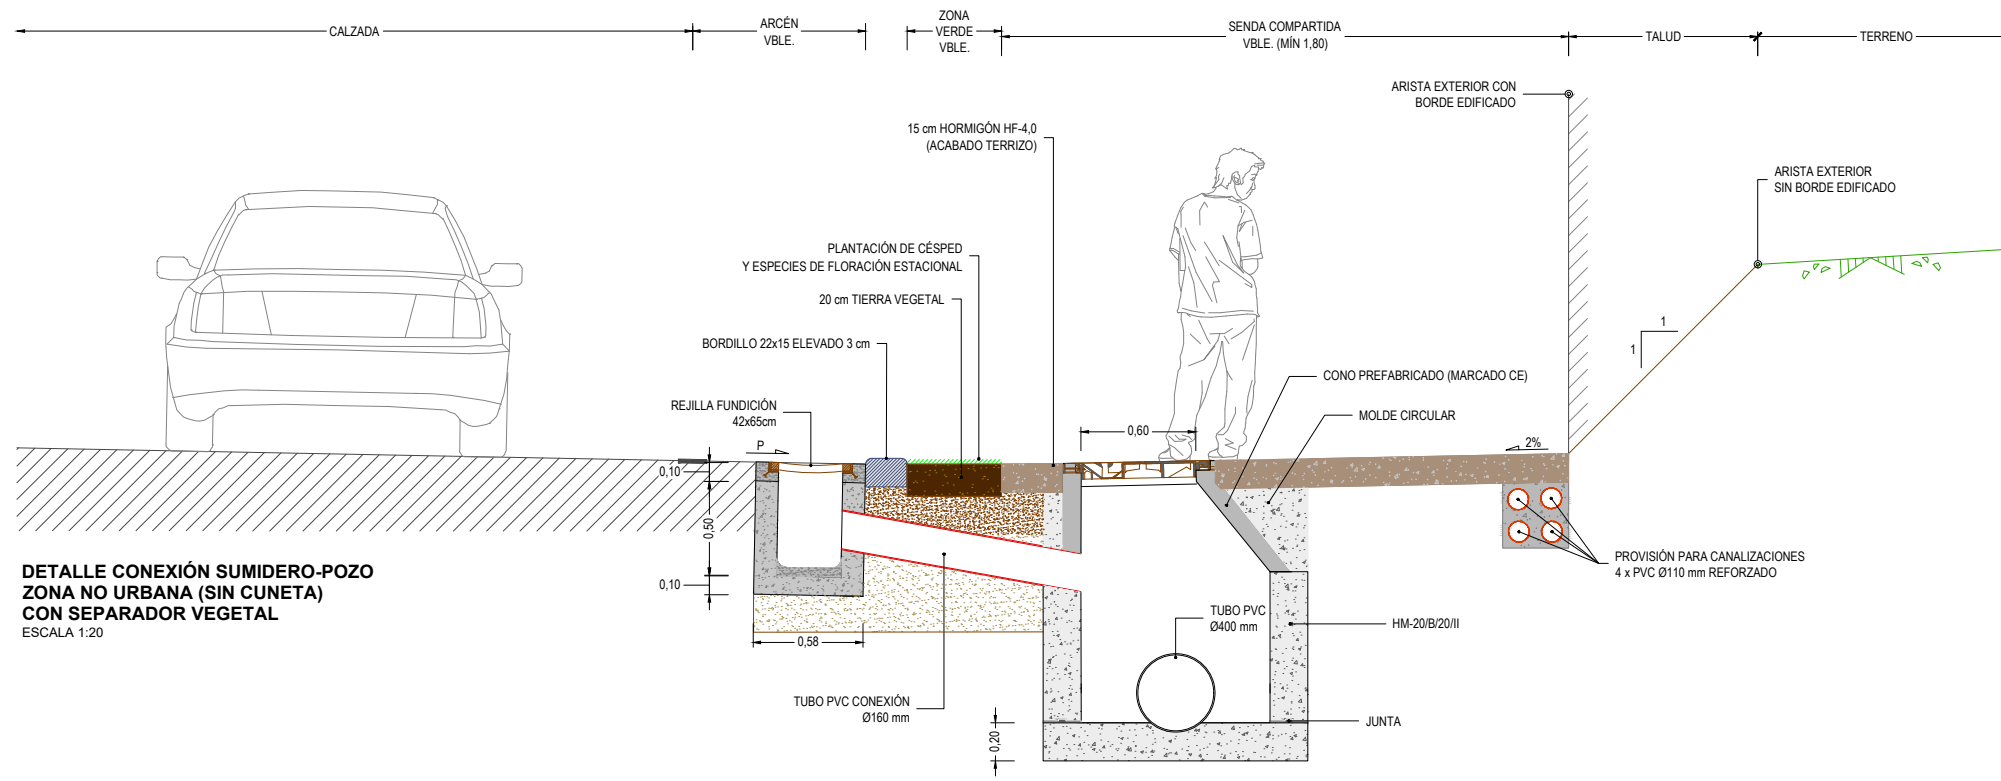 CALZADA
ARCÉN
VBLE.
ZONA
VERDE
VBLE.
SENDA COMPARTIDA
VBLE. (MÍN 1,80)
TALUD
TERRENO
ARISTA EXTERIOR CON
BORDE EDIFICADO
15 cm HORMIGÓN HF-4,0
(ACABADO TERRIZO)
ARISTA EXTERIOR
SIN BORDE EDIFICADO
PLANTACIÓN DE CÉSPED
Y ESPECIES DE FLORACIÓN ESTACIONAL
20 cm TIERRA VEGETAL
BORDILLO 22x15 ELEVADO 3 cm
1
1
CONO PREFABRICADO (MARCADO CE)
REJILLA FUNDICIÓN
42x65cm
MOLDE CIRCULAR
0,60
P
2%
0,10
0,50
0,10
PROVISIÓN PARA CANALIZACIONES
4 x PVC Ø110 mm REFORZADO
DETALLE CONEXIÓN SUMIDERO-POZO
ZONA NO URBANA (SIN CUNETA)
CON SEPARADOR VEGETAL
ESCALA 1:20
0,58
TUBO PVC
Ø400 mm
HM-20/B/20/II
TUBO PVC CONEXIÓN
Ø160 mm
JUNTA
0,20